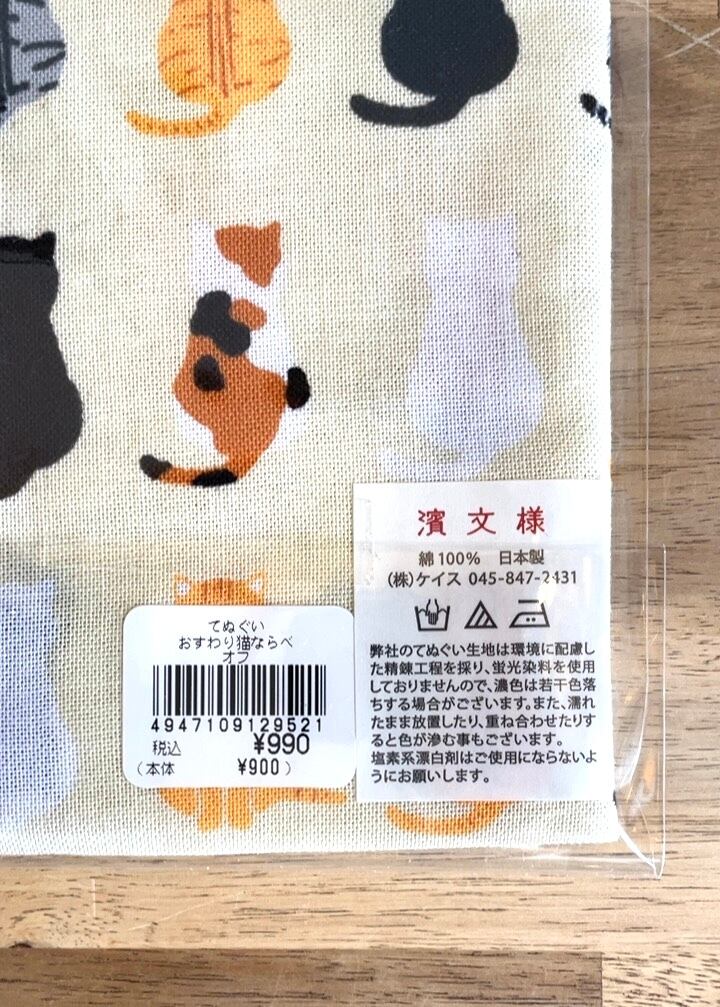 濱文様
綿100% 日本製
（株）ケイス 045-847-2431
弊社のてぬぐい生地は環境に配慮し
た精錬工程を採り、蛍光染料を使用
しておりませんので、濃色は若干色落
ちする場合がございます。また、濡れ
たまま放置したり、重ね合わせたりす
ると色が滲む事もございます。
塩素系漂白剤はご使用にならないよ
うにお願いします。
てぬぐい
おすわり猫ならべ
オフ
4947109129521
税込 ¥990
（本体 ¥900）